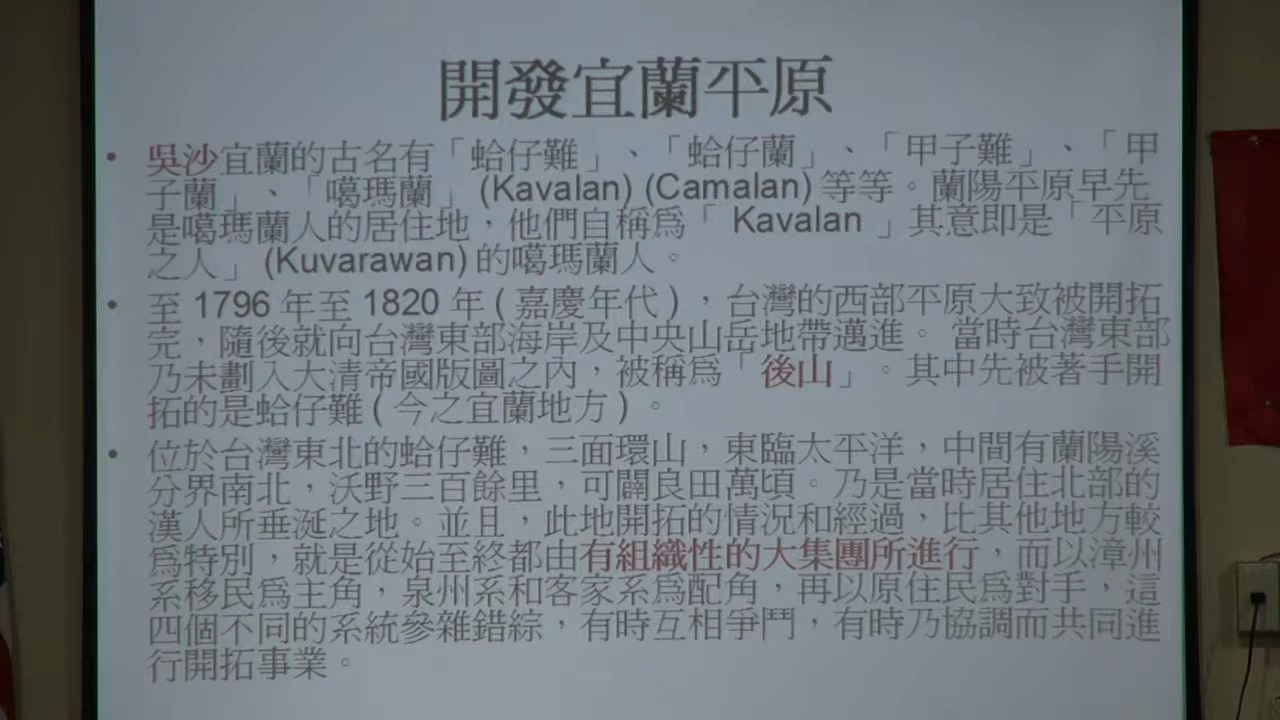 開發宜蘭平原
• 吳沙宜蘭的古名有「蛤仔難」、「蛤仔蘭」、「甲子難」、「甲
子蘭」、「噶瑪蘭」(Kavalan) (Camalan) 等等。蘭陽平原早先
是噶瑪蘭人的居住地，他們自稱為「 Kavalan 」其意即是「平原
之人」 (Kuvarawan) 的噶瑪蘭人。
• 至 1796 年至 1820 年 ( 嘉慶年代 ) ，台灣的西部平原大致被開拓
完，隨後就向台灣東部海岸及中央山岳地帶邁進。 當時台灣東部
乃未劃入大清帝國版圖之內，被稱為「後山」。其中先被著手開
拓的是蛤仔難 ( 今之宜蘭地方 ) 。
• 位於台灣東北的蛤仔難，三面環山，東臨太平洋，中間有蘭陽溪
分界南北，沃野三百餘里，可闢良田萬頃。乃是當時居住北部的
漢人所垂涎之地。並且，此地開拓的情況和經過，比其他地方較
為特別，就是從始至終都由有組織性的大集團所進行，而以漳州
系移民為主角，泉州系和客家系為配角，再以原住民為對手，這
四個不同的系統參雜錯綜，有時互相爭鬥，有時乃協調而共同進
行開拓事業。